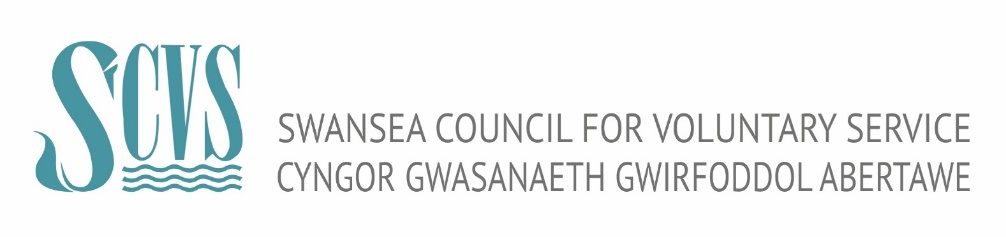 SCVS
SWANSEA COUNCIL FOR VOLUNTARY SERVICE
CYNGOR GWASANAETH GWIRFODDOL ABERTAWE